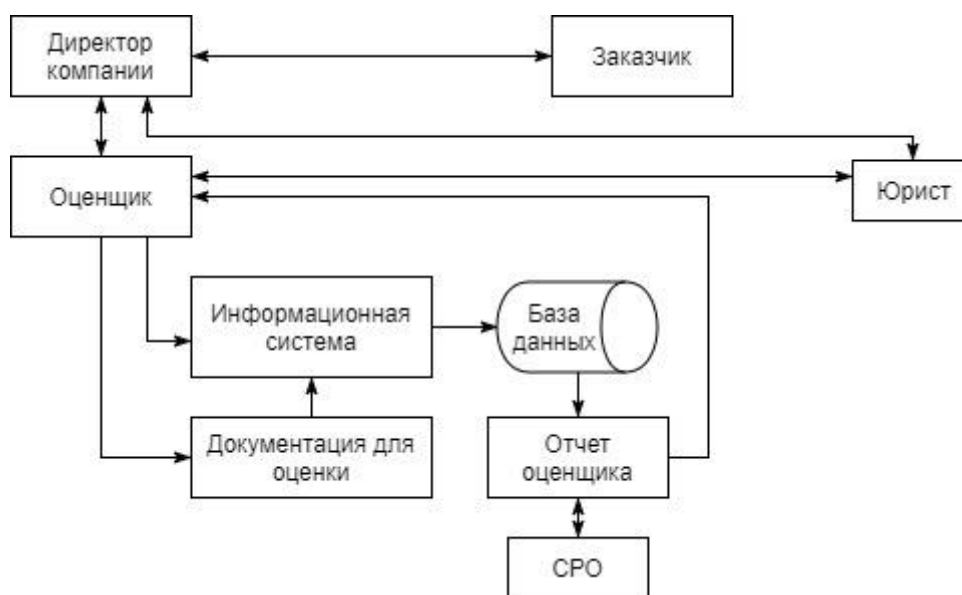 Директор
компании
Заказчик
Оценщик
Юрист
Информационная
система
База
данных
Документация для
оценки
Отчет
оценщика
СРО